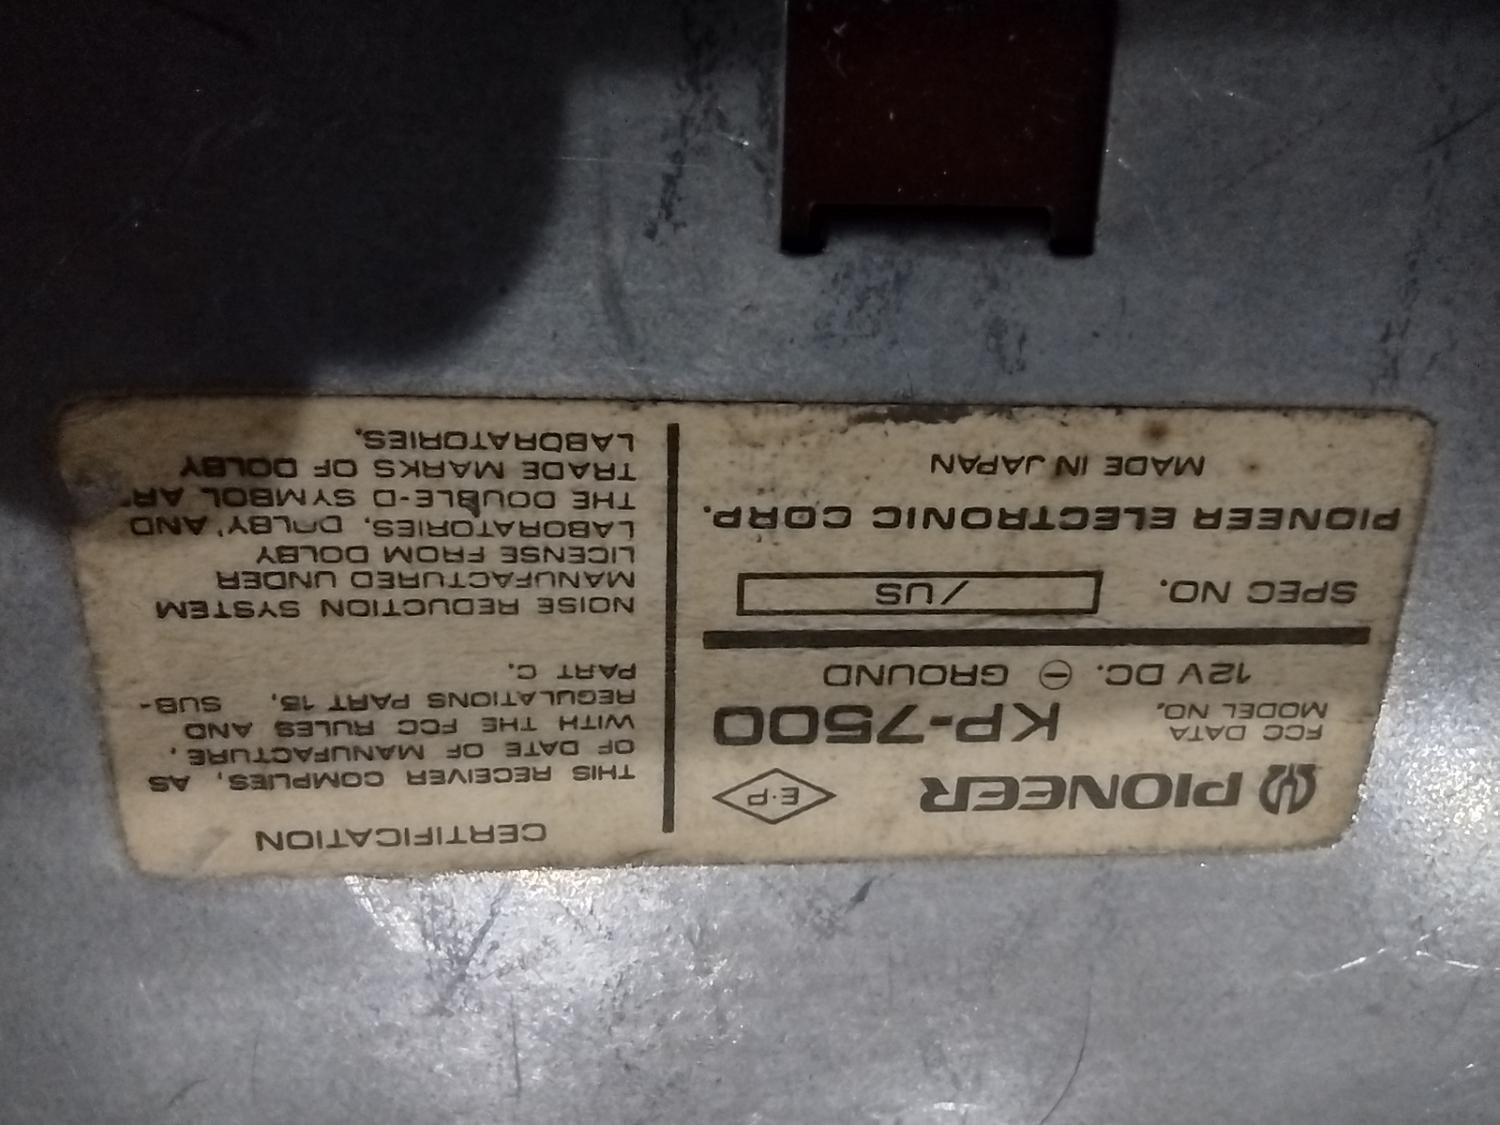 PIONEER
E·P
FCC DATA
MODEL NO.
KP-7500
12V DC. ⊖ GROUND
SPEC NO. /US
PIONEER ELECTRONIC CORP.
MADE IN JAPAN
CERTIFICATION
THIS RECEIVER COMPLIES, AS
OF DATE OF MANUFACTURE,
WITH THE FCC RULES AND
REGULATIONS PART 15, SUB-
PART C.
NOISE REDUCTION SYSTEM
MANUFACTURED UNDER
LICENSE FROM DOLBY
LABORATORIES. DOLBY' AND
THE DOUBLE-D SYMBOL AR
TRADE MARKS OF DOLBY
LABORATORIES.